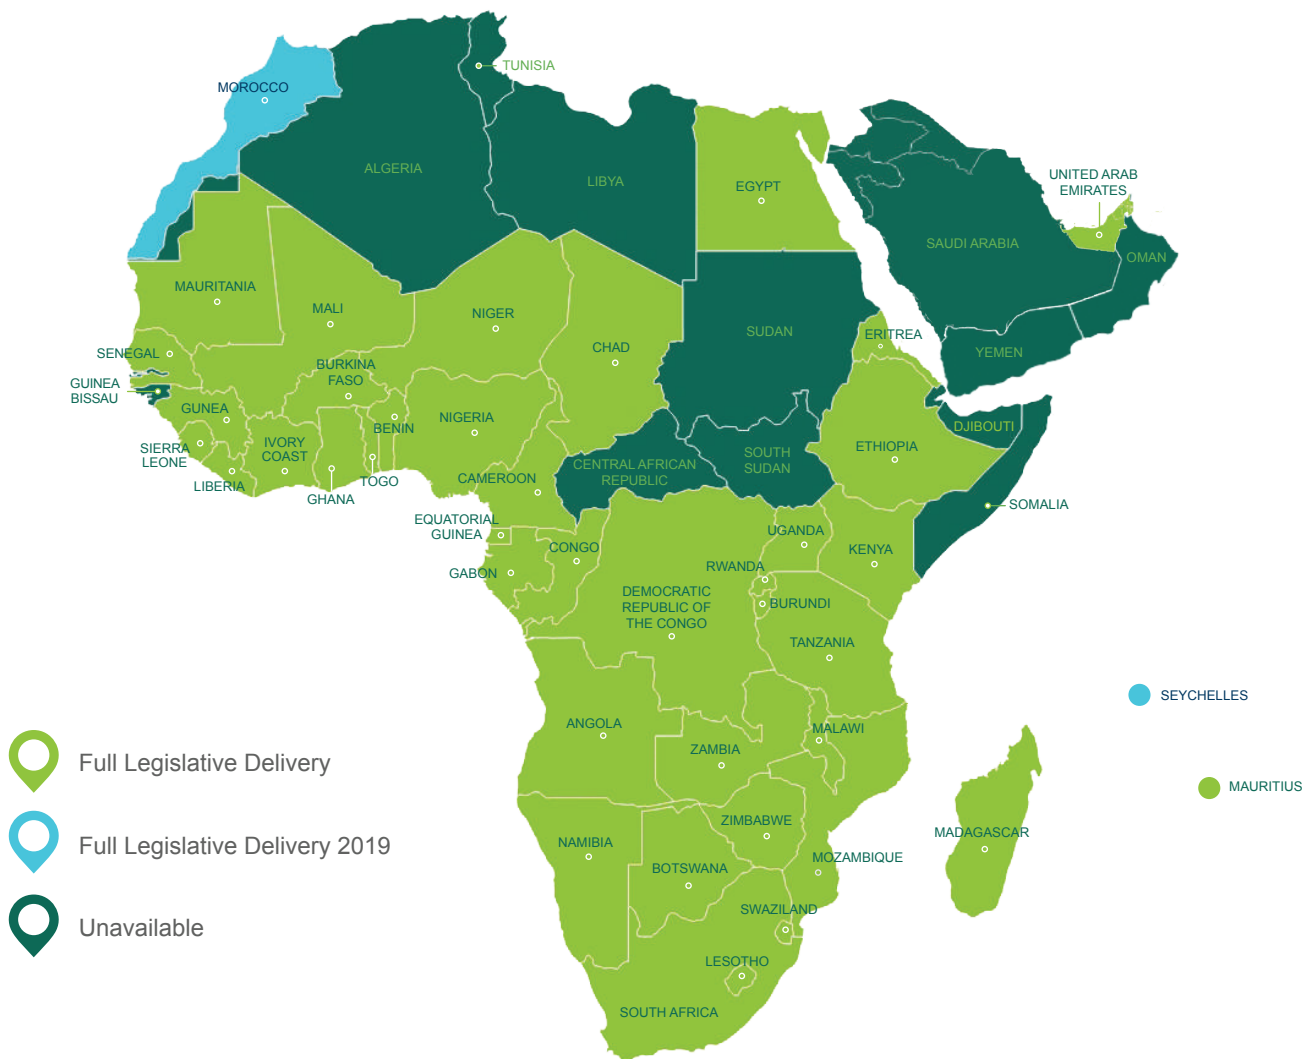 TUNISIA
MOROCCO
ALGERIA
LIBYA
EGYPT
UNITED ARAB
EMIRATES
SAUDI ARABIA
OMAN
MAURITANIA
MALI
NIGER
CHAD
SUDAN
ERITREA
YEMEN
SENEGAL
GUINEA
BISSAU
BURKINA
FASO
GUNEA
BENIN
NIGERIA
DJIBOUTI
ETHIOPIA
SIERRA
LEONE
IVORY
COAST
CENTRAL AFRICAN
REPUBLIC
SOUTH
SUDAN
LIBERIA
GHANA
TOGO
CAMEROON
SOMALIA
EQUATORIAL
GUINEA
CONGO
UGANDA
KENYA
GABON
RWANDA
DEMOCRATIC
REPUBLIC OF
THE CONGO
BURUNDI
TANZANIA
SEYCHELLES
ANGOLA
ZAMBIA
MALAWI
MAURITIUS
Full Legislative Delivery
Full Legislative Delivery 2019
Unavailable
NAMIBIA
ZIMBABWE
MADAGASCAR
BOTSWANA
MOZAMBIQUE
SWAZILAND
LESOTHO
SOUTH AFRICA